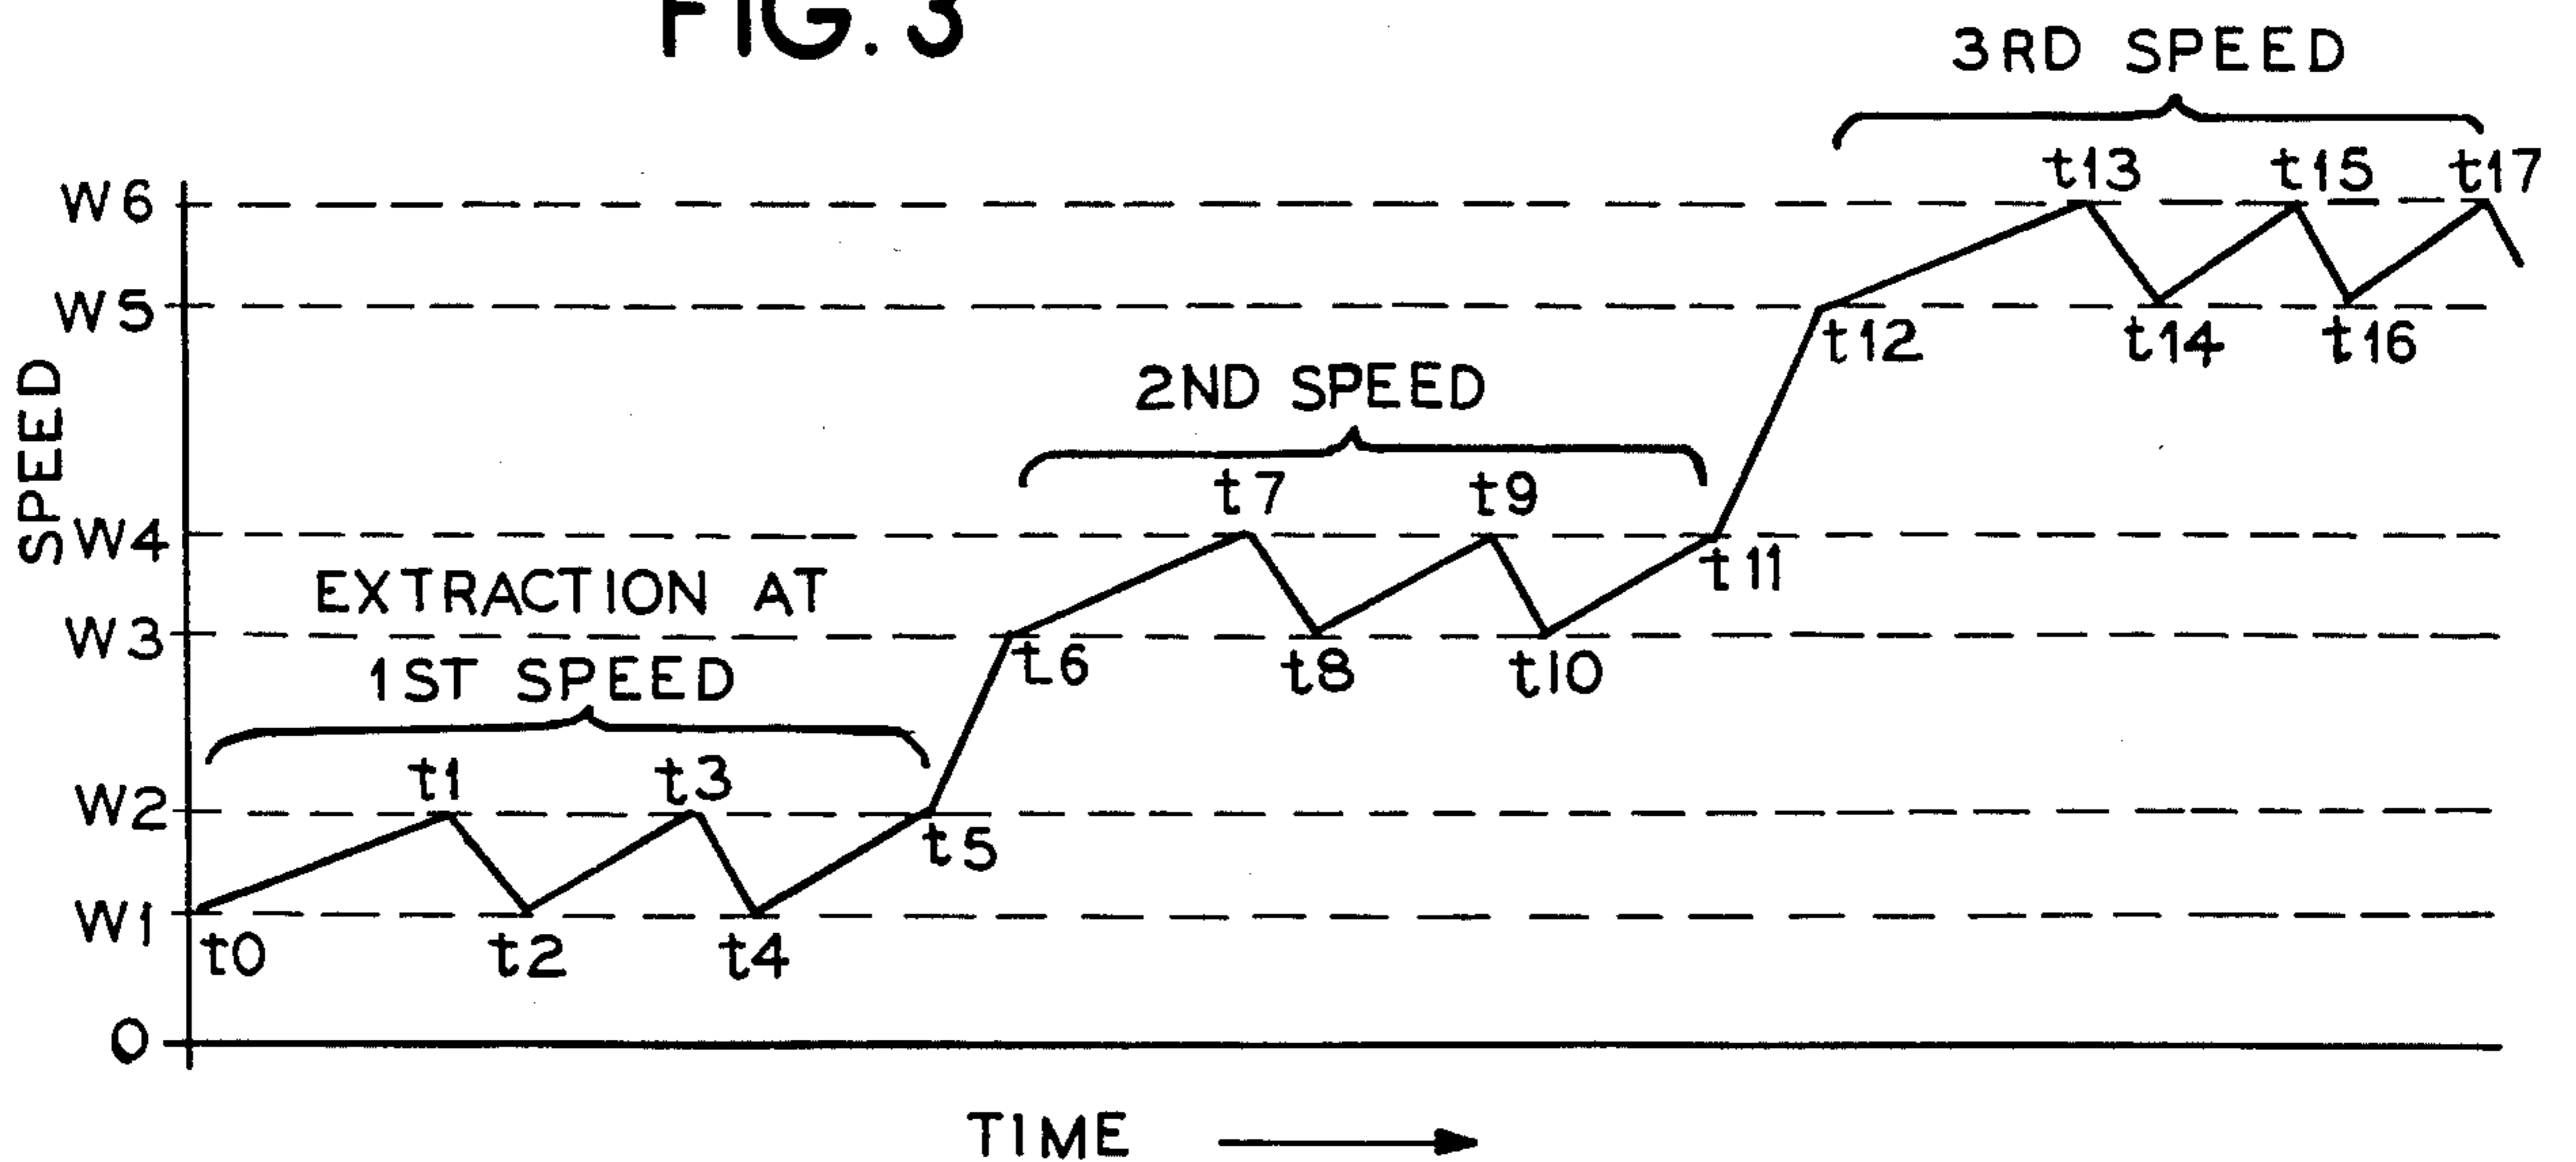 FIG. 3
3RD SPEED
t13 t15 t17
W6
W5
t12 t14 t16
2ND SPEED
t7 t9
SPEED
W4
t11
EXTRACTION AT
W3
t6 t8 t10
1ST SPEED
t1 t3
W2
t5
W1
t0 t2 t4
0
TIME